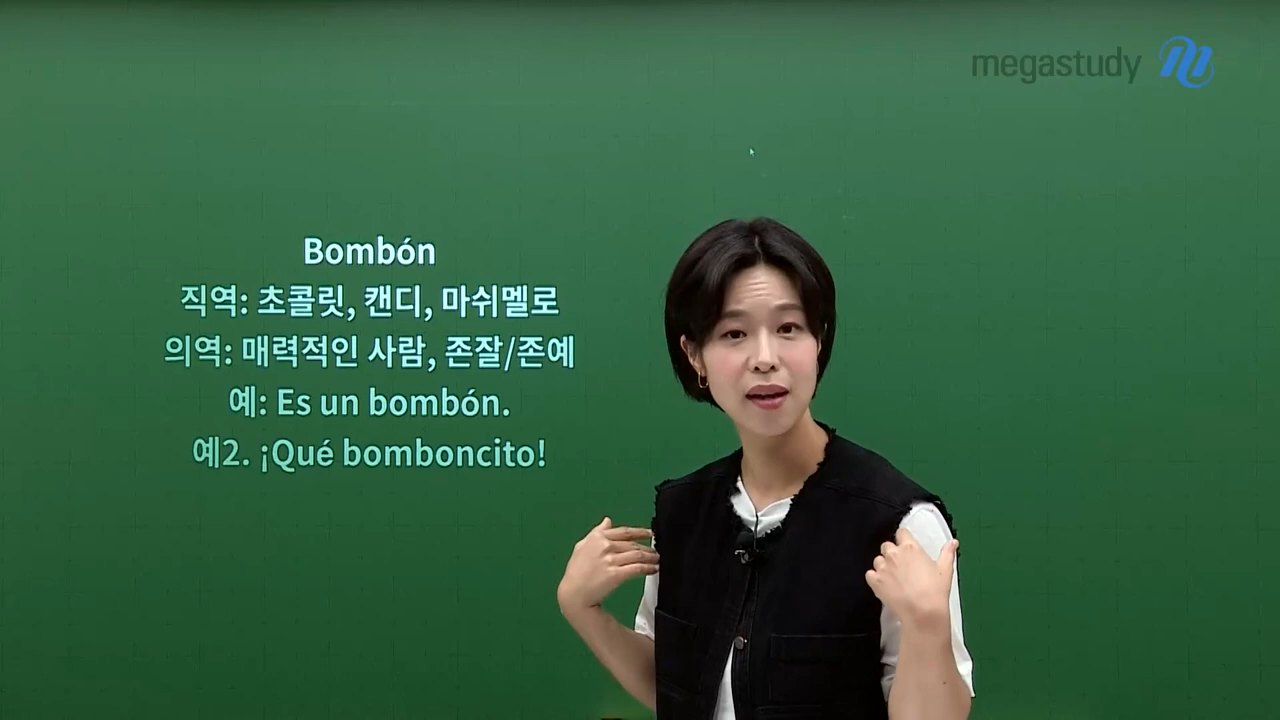 megastudy
Bombón
직역: 초콜릿, 캔디, 마쉬멜로
의역: 매력적인 사람, 존잘/존예
예: Es un bombón.
예2. ¡Qué bomboncito!